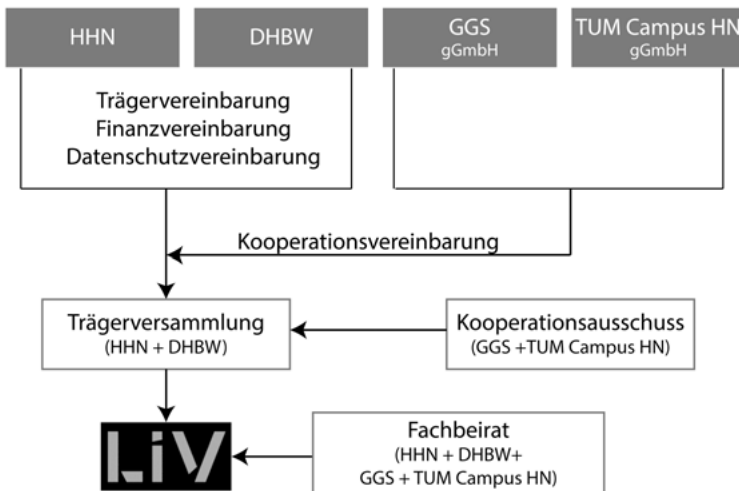 HHN
DHBW
GGS
gGmbH
TUM Campus HN
gGmbH
Trägervereinbarung
Finanzvereinbarung
Datenschutzvereinbarung
Kooperationsvereinbarung
Trägerversammlung
(HHN + DHBW)
Kooperationsausschuss
(GGS +TUM Campus HN)
LiV
Fachbeirat
(HHN + DHBW+
GGS + TUM Campus HN)